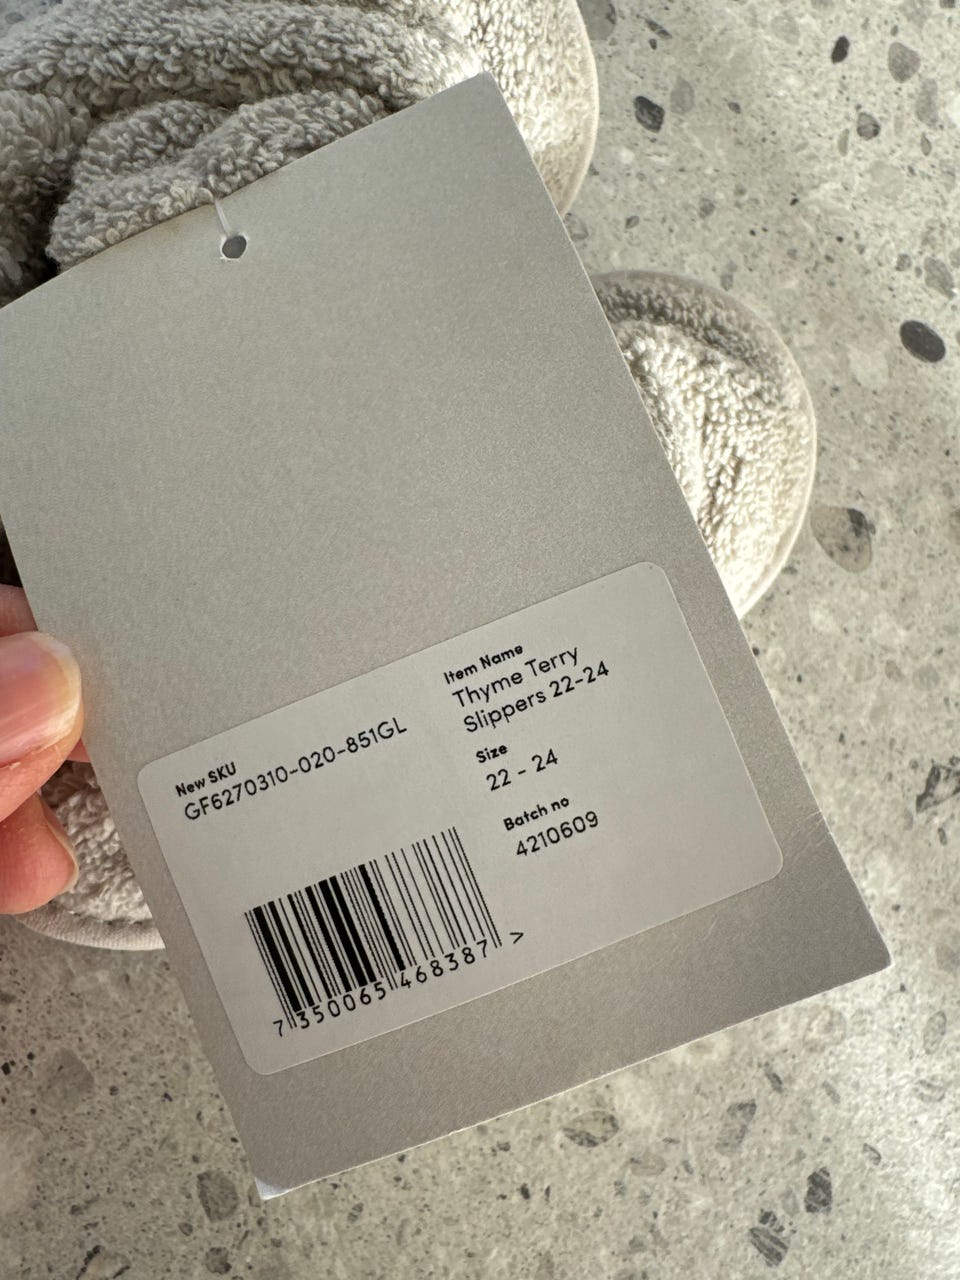 New SKU
GF6270310-020-851GL
Item Name
Thyme Terry
Slippers 22-24
Size
22 - 24
Batch no
4210609
7 350065 468387 >